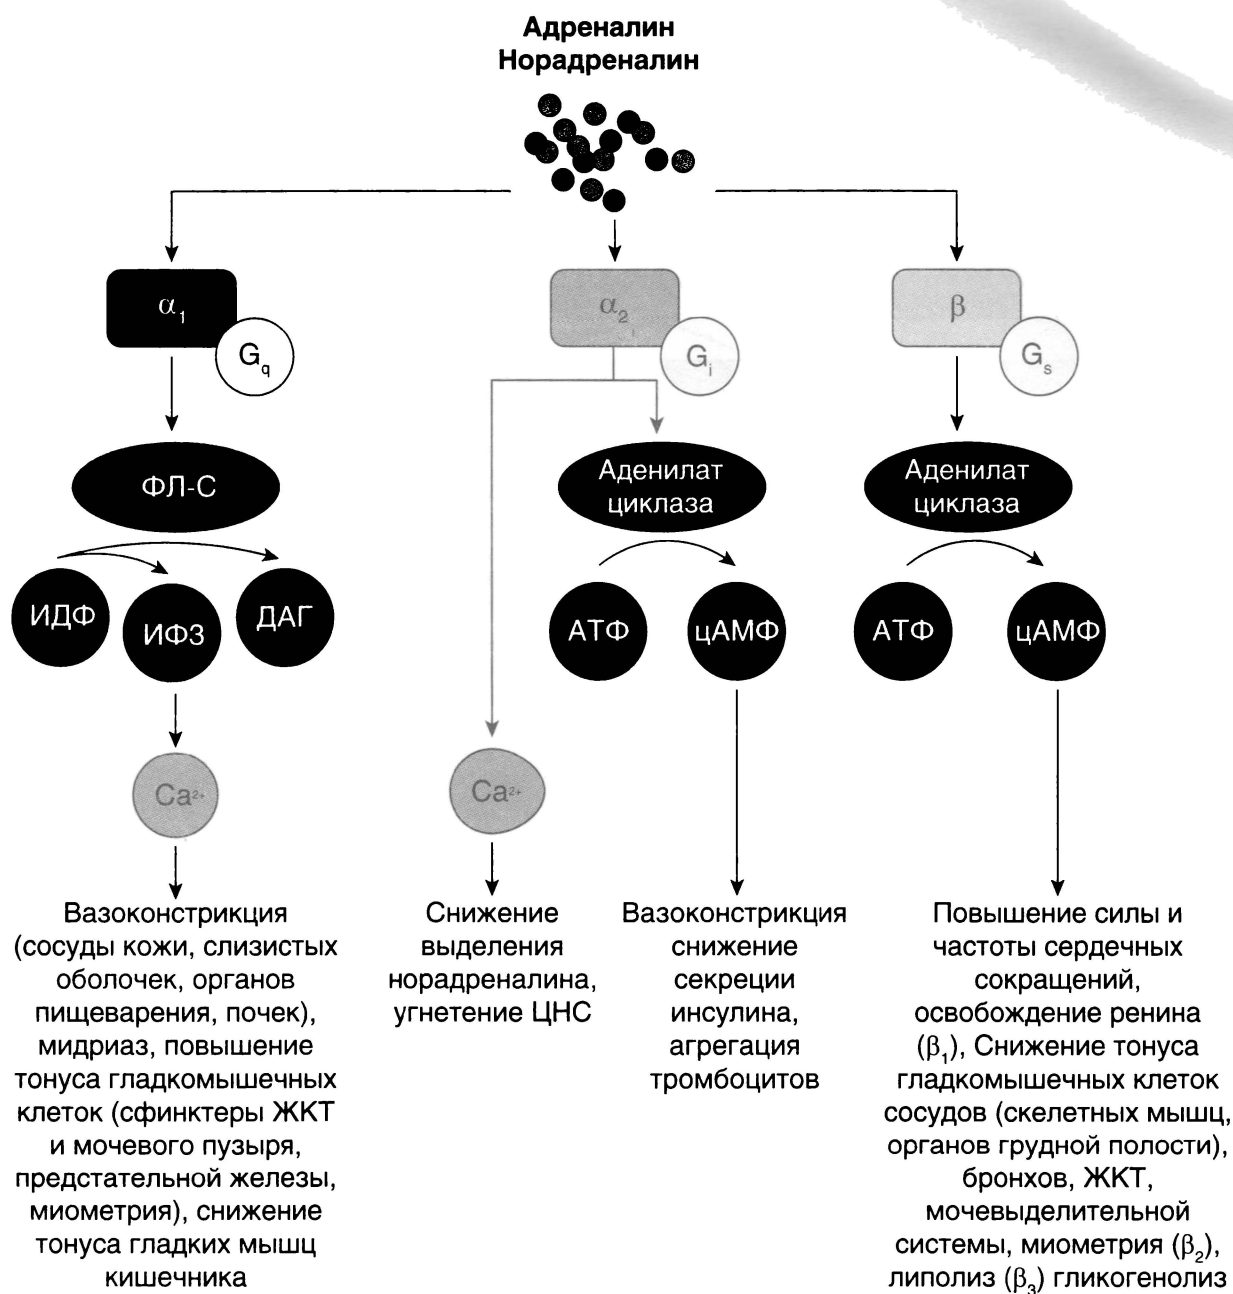 Адреналин
Норадреналин
α₁
G_q
α₂
G_i
β
G_s
ФЛ-С
Аденилат
циклаза
Аденилат
циклаза
ИДФ
ИФЗ
ДАГ
АТФ
цАМФ
АТФ
цАМФ
Ca²⁺
Ca²⁺
Вазоконстрикция
(сосуды кожи, слизистых
оболочек, органов
пищеварения, почек),
мидриаз, повышение
тонуса гладкомышечных
клеток (сфинктеры ЖКТ
и мочевого пузыря,
предстательной железы,
миометрия), снижение
тонуса гладких мышц
кишечника
Снижение
выделения
норадреналина,
угнетение ЦНС
Вазоконстрикция
снижение
секреции
инсулина,
агрегация
тромбоцитов
Повышение силы и
частоты сердечных
сокращений,
освобождение ренина
(β₁), Снижение тонуса
гладкомышечных клеток
сосудов (скелетных мышц,
органов грудной полости),
бронхов, ЖКТ,
мочевыделительной
системы, миометрия (β₂),
липолиз (β₃) гликогенолиз